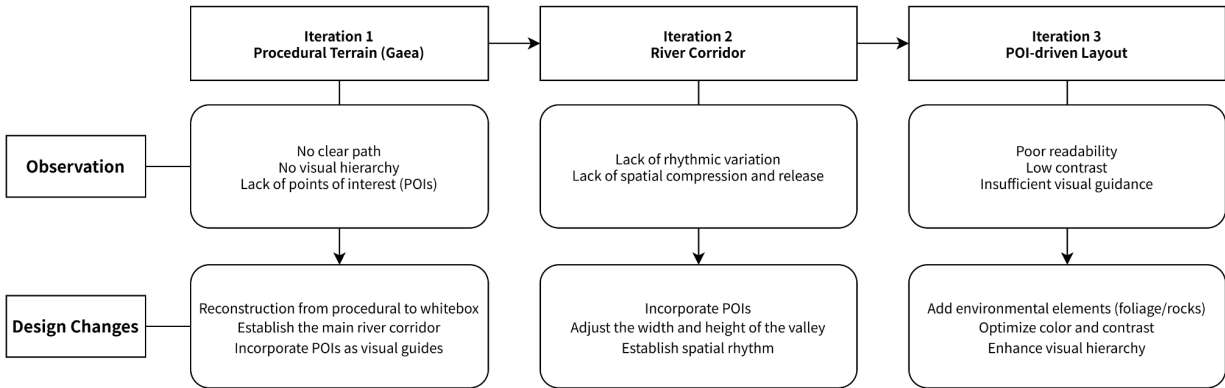 Iteration 1
Procedural Terrain (Gaea)
Iteration 2
River Corridor
Iteration 3
POI-driven Layout
Observation
No clear path
No visual hierarchy
Lack of points of interest (POIs)
Lack of rhythmic variation
Lack of spatial compression and release
Poor readability
Low contrast
Insufficient visual guidance
Design Changes
Reconstruction from procedural to whitebox
Establish the main river corridor
Incorporate POIs as visual guides
Incorporate POIs
Adjust the width and height of the valley
Establish spatial rhythm
Add environmental elements (foliage/rocks)
Optimize color and contrast
Enhance visual hierarchy